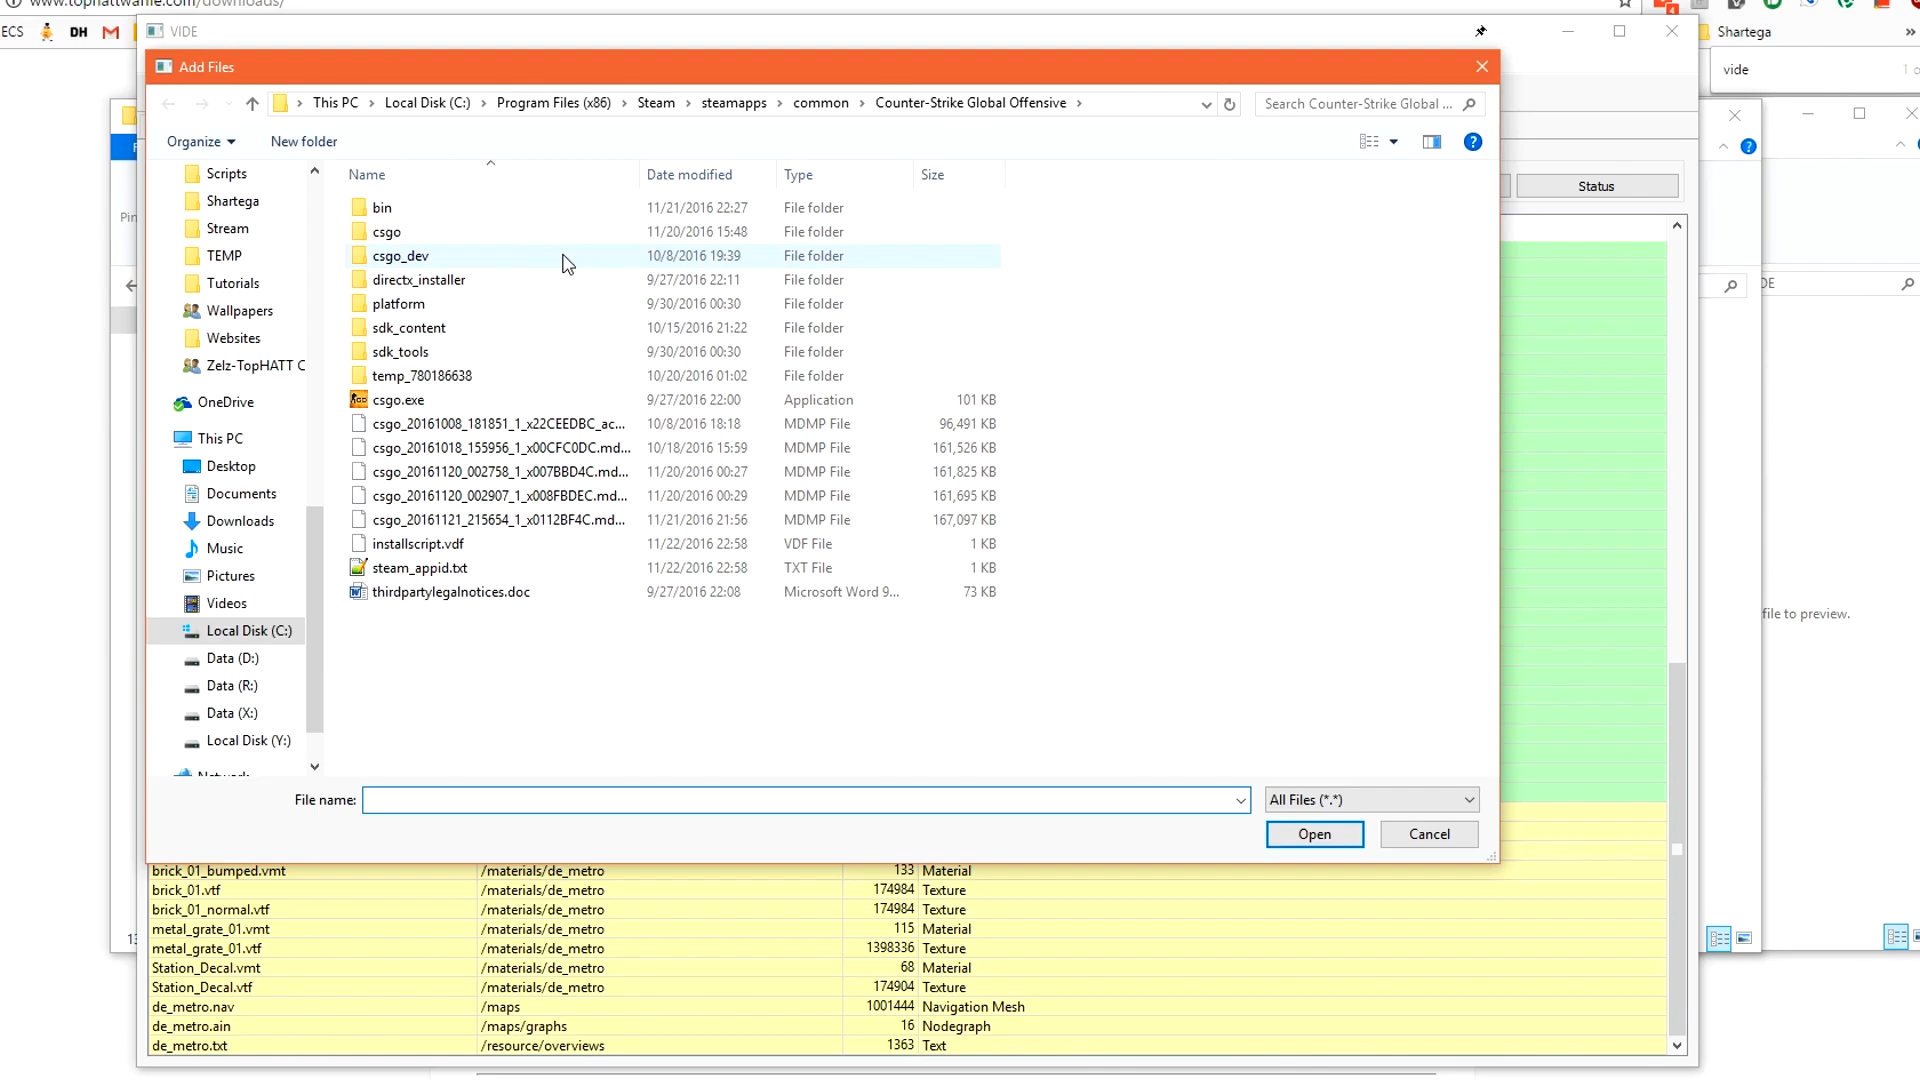 www.tophattwaffle.com/downloads/
ECS DH
VIDE
Shartega »
vide
Add Files
This PC › Local Disk (C:) › Program Files (x86) › Steam › steamapps › common › Counter-Strike Global Offensive ›
Search Counter-Strike Global ...
Organize New folder
Name Date modified Type Size
Status
Scripts
Shartega
Stream
TEMP
Tutorials
Wallpapers
Websites
Zelz-TopHATT C
OneDrive
This PC
Desktop
Documents
Downloads
Music
Pictures
Videos
Local Disk (C:)
Data (D:)
Data (R:)
Data (X:)
Local Disk (Y:)
Network
bin 11/21/2016 22:27 File folder
csgo 11/20/2016 15:48 File folder
csgo_dev 10/8/2016 19:39 File folder
directx_installer 9/27/2016 22:11 File folder
platform 9/30/2016 00:30 File folder
sdk_content 10/15/2016 21:22 File folder
sdk_tools 9/30/2016 00:30 File folder
temp_780186638 10/20/2016 01:02 File folder
csgo.exe 9/27/2016 22:00 Application 101 KB
csgo_20161008_181851_1_x22CEEDBC_ac... 10/8/2016 18:18 MDMP File 96,491 KB
csgo_20161018_155956_1_x00CFC0DC.md... 10/18/2016 15:59 MDMP File 161,526 KB
csgo_20161120_002758_1_x007BBD4C.md... 11/20/2016 00:27 MDMP File 161,825 KB
csgo_20161120_002907_1_x008FBDEC.md... 11/20/2016 00:29 MDMP File 161,695 KB
csgo_20161121_215654_1_x0112BF4C.md... 11/21/2016 21:56 MDMP File 167,097 KB
installscript.vdf 11/22/2016 22:58 VDF File 1 KB
steam_appid.txt 11/22/2016 22:58 TXT File 1 KB
thirdpartylegalnotices.doc 9/27/2016 22:08 Microsoft Word 9... 73 KB
Pin
DE
file to preview.
File name: All Files (*.*)
Open Cancel
brick_01_bumped.vmt /materials/de_metro 133 Material
brick_01.vtf /materials/de_metro 174984 Texture
brick_01_normal.vtf /materials/de_metro 174984 Texture
metal_grate_01.vmt /materials/de_metro 115 Material
metal_grate_01.vtf /materials/de_metro 1398336 Texture
Station_Decal.vmt /materials/de_metro 68 Material
Station_Decal.vtf /materials/de_metro 174904 Texture
de_metro.nav /maps 1001444 Navigation Mesh
de_metro.ain /maps/graphs 16 Nodegraph
de_metro.txt /resource/overviews 1363 Text